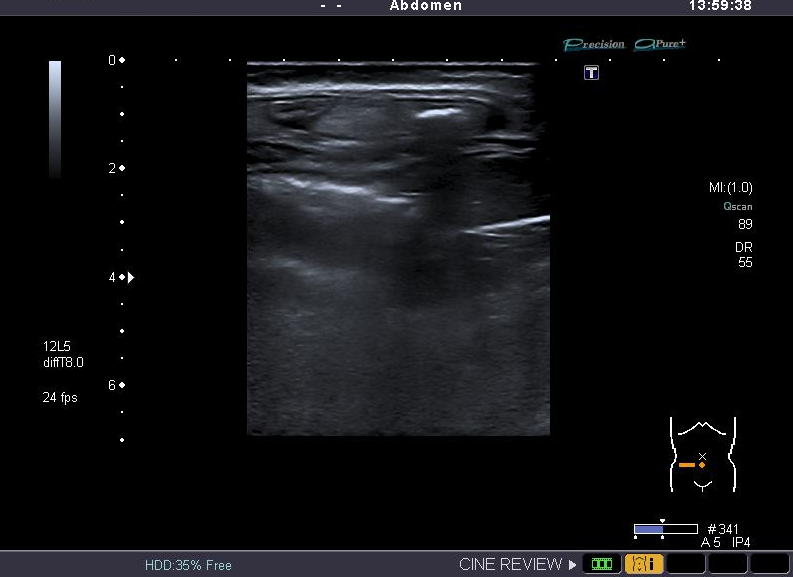 -- Abdomen 13:59:38
Precision APure+
T
0
2
4
6
MI:(1.0)
Qscan
89
DR
55
12L5
diffT8.0
24 fps
#341
A 5 IP4
HDD:35% Free
CINE REVIEW
i